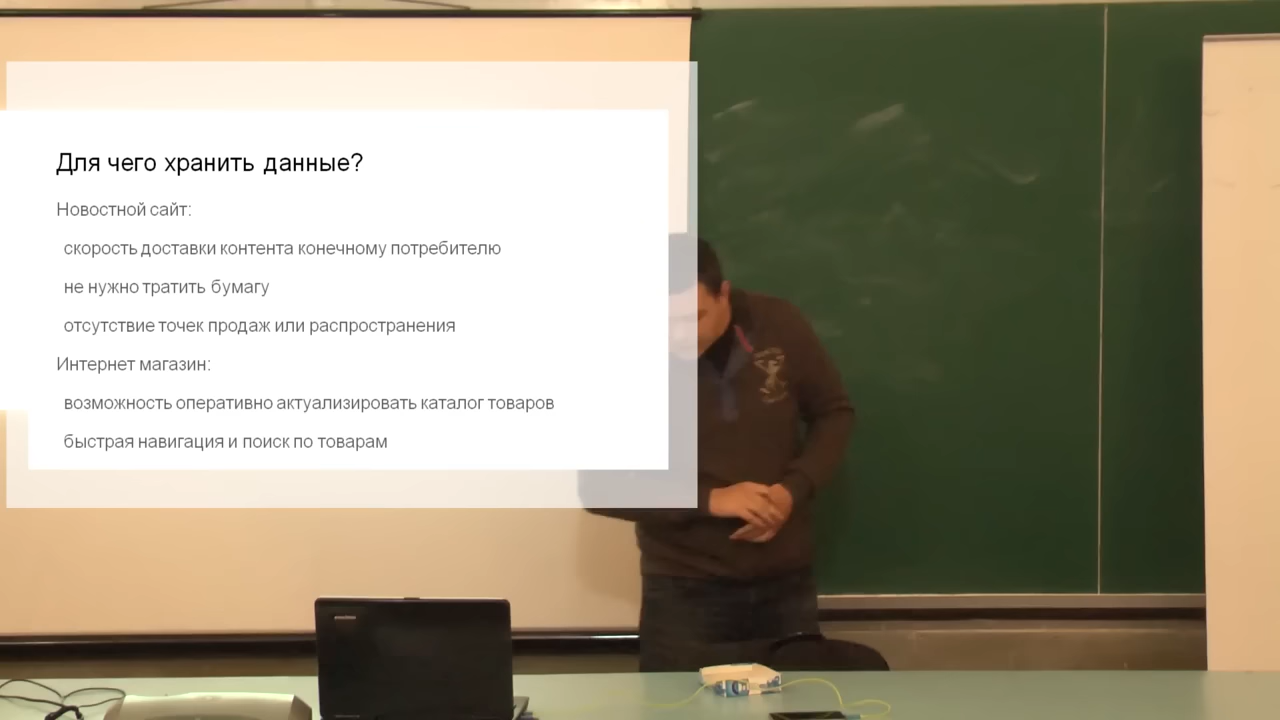 Для чего хранить данные?
Новостной сайт:
скорость доставки контента конечному потребителю
не нужно тратить бумагу
отсутствие точек продаж или распространения
Интернет магазин:
возможность оперативно актуализировать каталог товаров
быстрая навигация и поиск по товарам